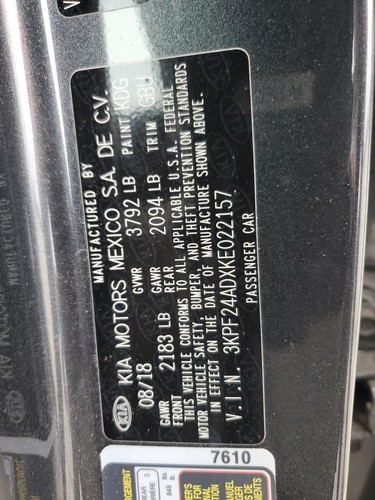 MANUFACTURED BY
KIA KIA MOTORS MEXICO S.A. DE C.V.
08/18 GVWR 3792 LB PAINT KDG
GAWR FRONT 2183 LB GAWR REAR 2094 LB TRIM GBU
THIS VEHICLE CONFORMS TO ALL APPLICABLE U.S.A. FEDERAL
MOTOR VEHICLE SAFETY, BUMPER, AND THEFT PREVENTION STANDARDS
IN EFFECT ON THE DATE OF MANUFACTURE SHOWN ABOVE.
V.I.N. 3KPF24ADXKE022157
PASSENGER CAR
7610